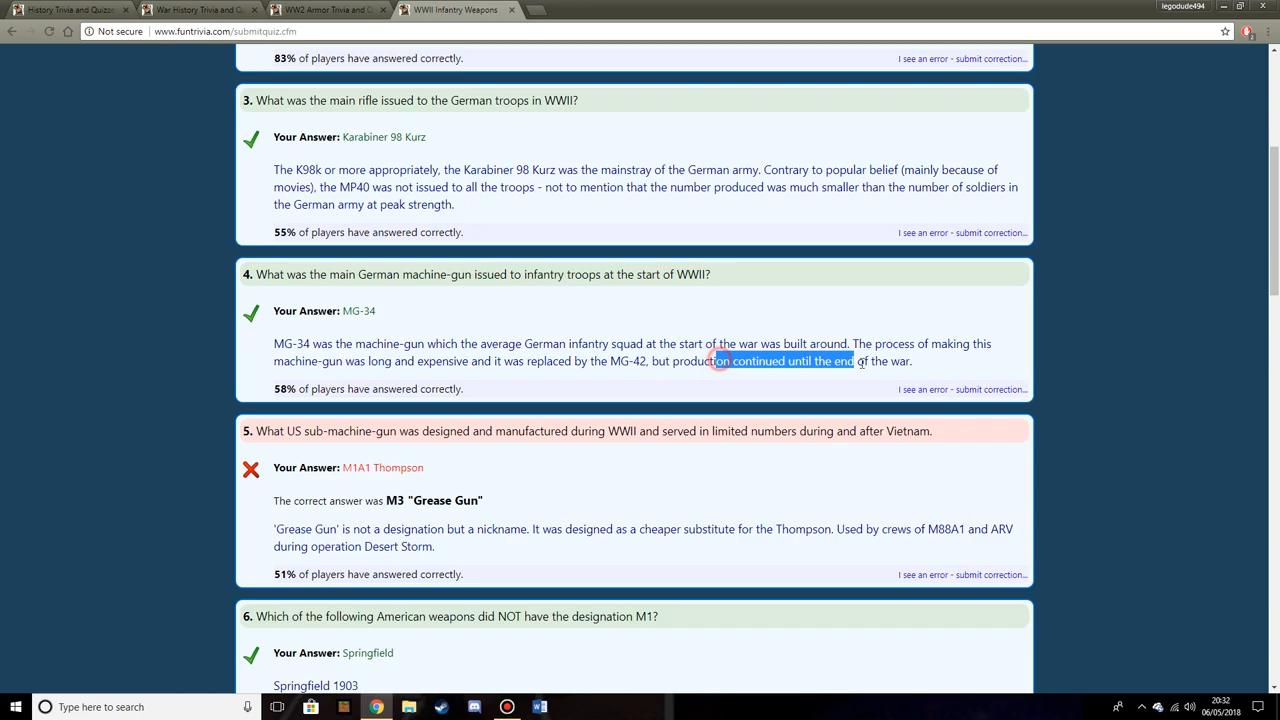 History Trivia and Quizze
War History Trivia and Qu
WW2 Armor Trivia and Qu
WWII Infantry Weapons
legodude494
Not secure
www.funtrivia.com/submitquiz.cfm
83% of players have answered correctly.
I see an error - submit correction...
3. What was the main rifle issued to the German troops in WWII?
Your Answer: Karabiner 98 Kurz
The K98k or more appropriately, the Karabiner 98 Kurz was the mainstray of the German army. Contrary to popular belief (mainly because of
movies), the MP40 was not issued to all the troops - not to mention that the number produced was much smaller than the number of soldiers in
the German army at peak strength.
55% of players have answered correctly.
I see an error - submit correction...
4. What was the main German machine-gun issued to infantry troops at the start of WWII?
Your Answer: MG-34
MG-34 was the machine-gun which the average German infantry squad at the start of the war was built around. The process of making this
machine-gun was long and expensive and it was replaced by the MG-42, but production continued until the end of the war.
58% of players have answered correctly.
I see an error - submit correction...
5. What US sub-machine-gun was designed and manufactured during WWII and served in limited numbers during and after Vietnam.
Your Answer: M1A1 Thompson
The correct answer was M3 "Grease Gun"
'Grease Gun' is not a designation but a nickname. It was designed as a cheaper substitute for the Thompson. Used by crews of M88A1 and ARV
during operation Desert Storm.
51% of players have answered correctly.
I see an error - submit correction...
6. Which of the following American weapons did NOT have the designation M1?
Your Answer: Springfield
Springfield 1903
Type here to search
20:32
06/05/2018